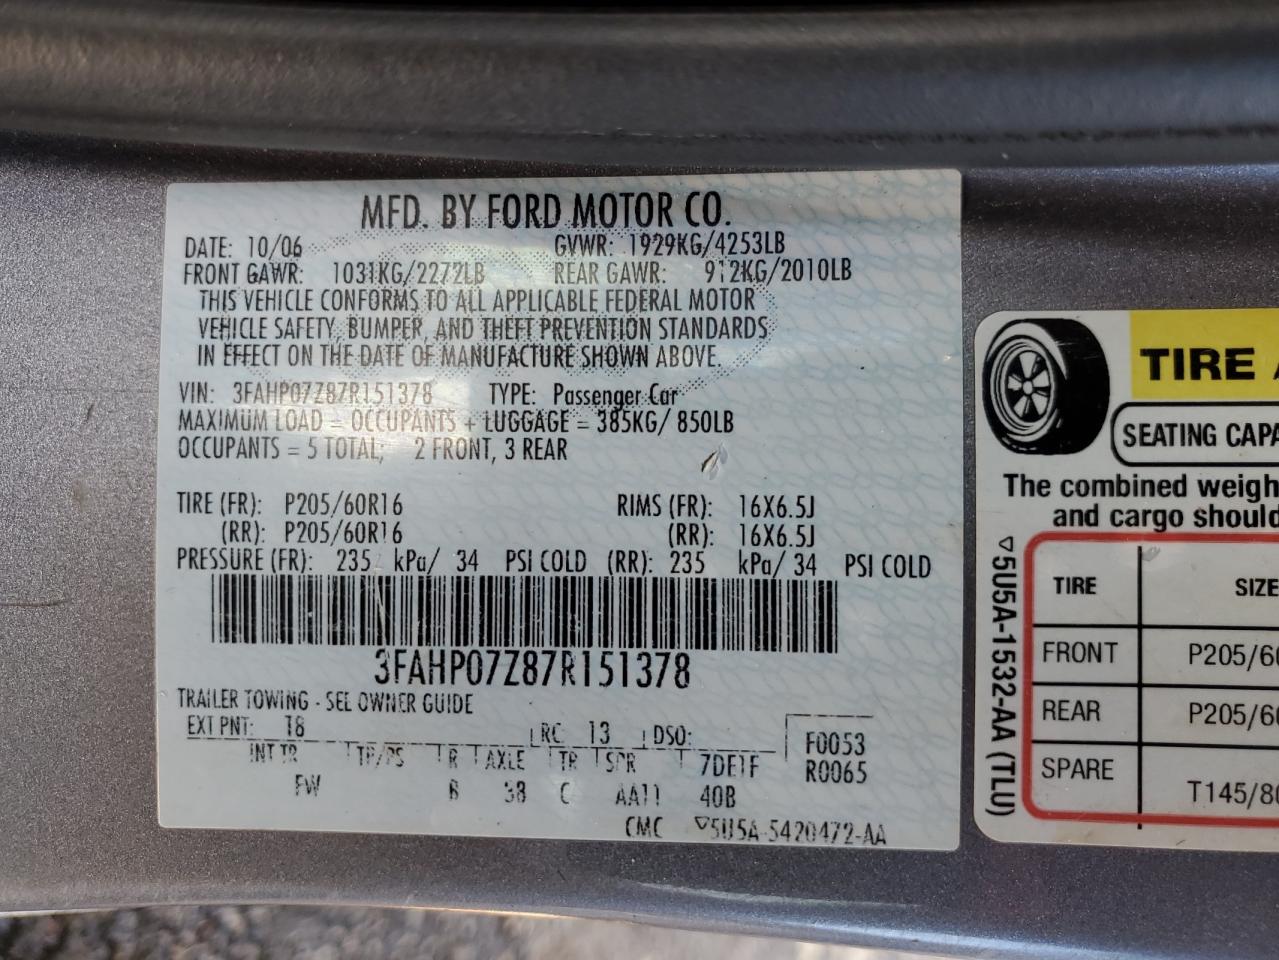 MFD. BY FORD MOTOR CO.
DATE: 10/06 GVWR: 1929KG/4253LB
FRONT GAWR: 1031KG/2272LB REAR GAWR: 912KG/2010LB
THIS VEHICLE CONFORMS TO ALL APPLICABLE FEDERAL MOTOR
VEHICLE SAFETY, BUMPER, AND THEFT PREVENTION STANDARDS
IN EFFECT ON THE DATE OF MANUFACTURE SHOWN ABOVE.
VIN: 3FAHP07Z87R151378 TYPE: Passenger Car
MAXIMUM LOAD = OCCUPANTS + LUGGAGE = 385KG/ 850LB
OCCUPANTS = 5 TOTAL; 2 FRONT, 3 REAR
TIRE (FR): P205/60R16 RIMS (FR): 16X6.5J
(RR): P205/60R16 (RR): 16X6.5J
PRESSURE (FR): 235 kPa/ 34 PSI COLD (RR): 235 kPa/ 34 PSI COLD
3FAHP07Z87R151378
TRAILER TOWING - SEE OWNER GUIDE
EXT PNT: T8 RC: 13 DSO:
F0053
R0065
INT TR TP/PS R AXLE TR SPR 7DE1F
FW B 38 C AA11 40B
CMC ▽5U5A-5420472-AA
TIRE
SEATING CAPA
The combined weigh
and cargo should
▽5U5A-1532-AA (TLU)
TIRE SIZE
FRONT P205/60
REAR P205/60
SPARE T145/80